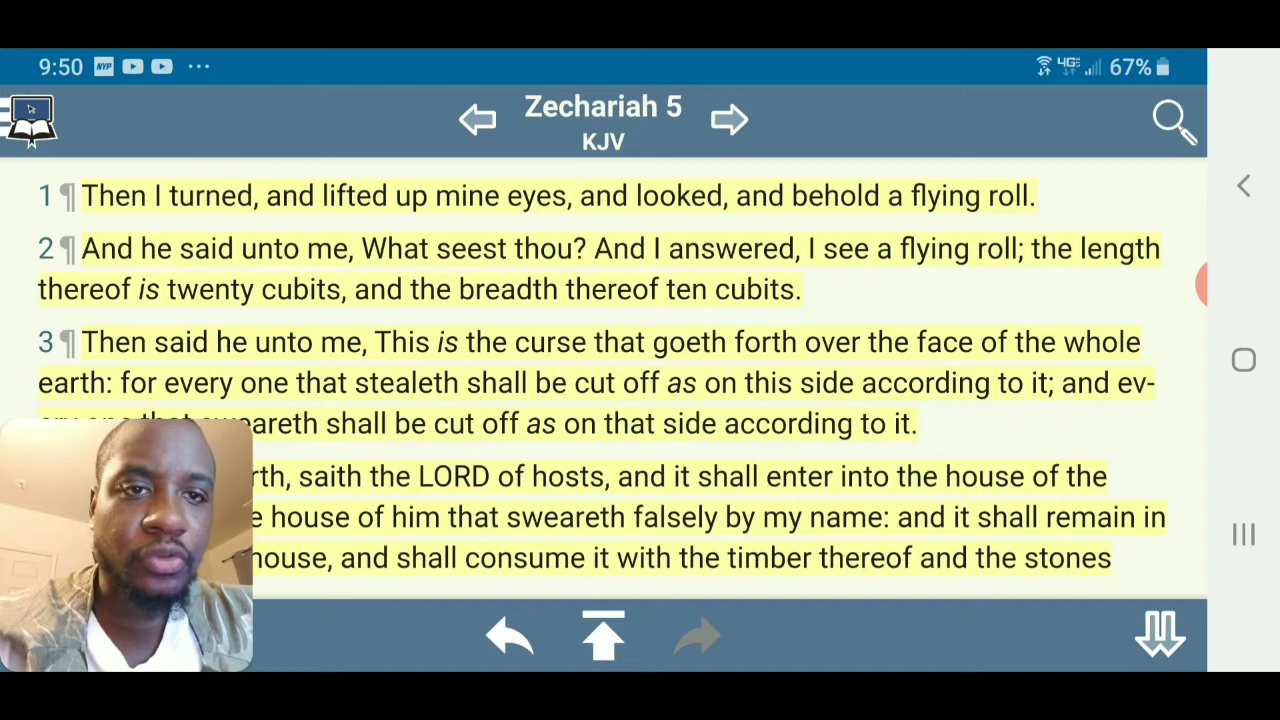 9:50 NYP ... 4GE 67%
Zechariah 5
KJV
1 ¶ Then I turned, and lifted up mine eyes, and looked, and behold a flying roll.
2 ¶ And he said unto me, What seest thou? And I answered, I see a flying roll; the length
thereof is twenty cubits, and the breadth thereof ten cubits.
3 ¶ Then said he unto me, This is the curse that goeth forth over the face of the whole
earth: for every one that stealeth shall be cut off as on this side according to it; and ev-
ery one that sweareth shall be cut off as on that side according to it.
saith the LORD of hosts, and it shall enter into the house of the
house of him that sweareth falsely by my name: and it shall remain in
house, and shall consume it with the timber thereof and the stones